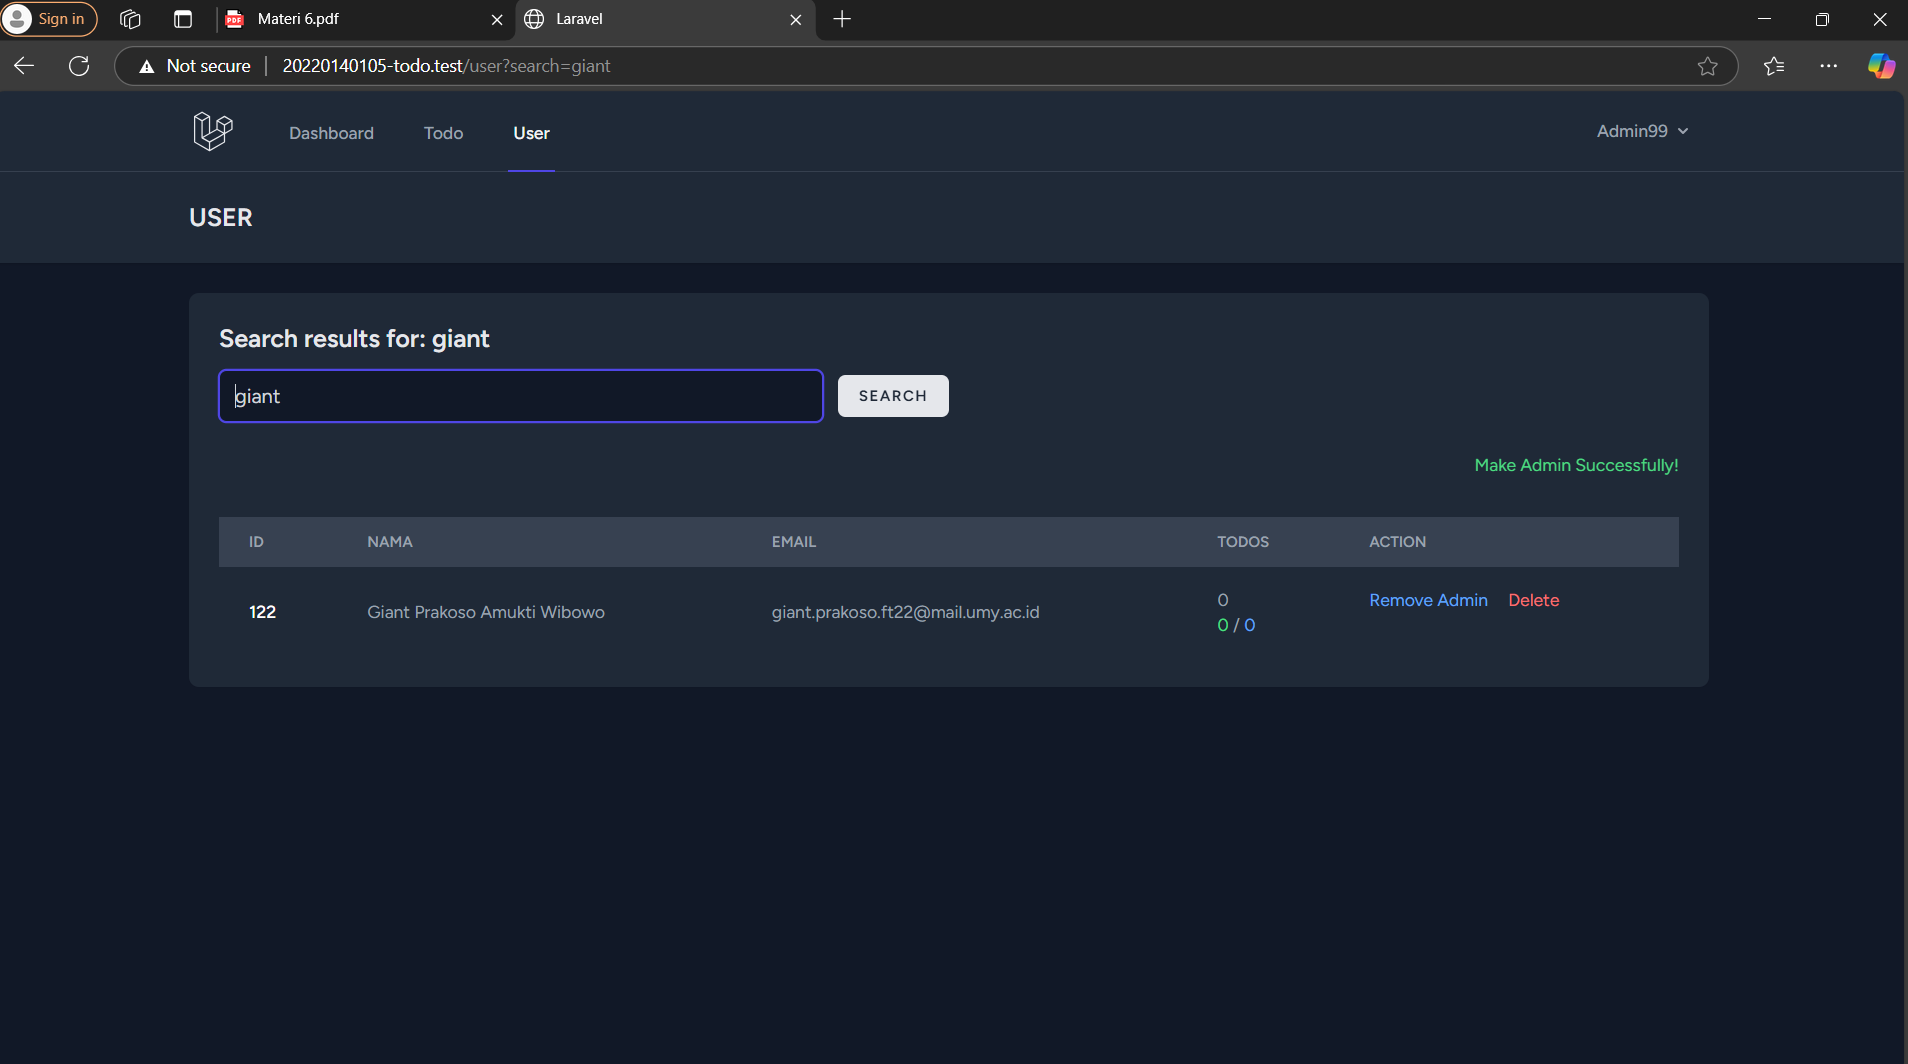 Sign in
Materi 6.pdf
Laravel
Not secure
20220140105-todo.test/user?search=giant
Dashboard
Todo
User
Admin99
USER
Search results for: giant
giant
SEARCH
Make Admin Successfully!
ID NAMA EMAIL TODOS ACTION
122 Giant Prakoso Amukti Wibowo giant.prakoso.ft22@mail.umy.ac.id 0 Remove Admin Delete
0 / 0